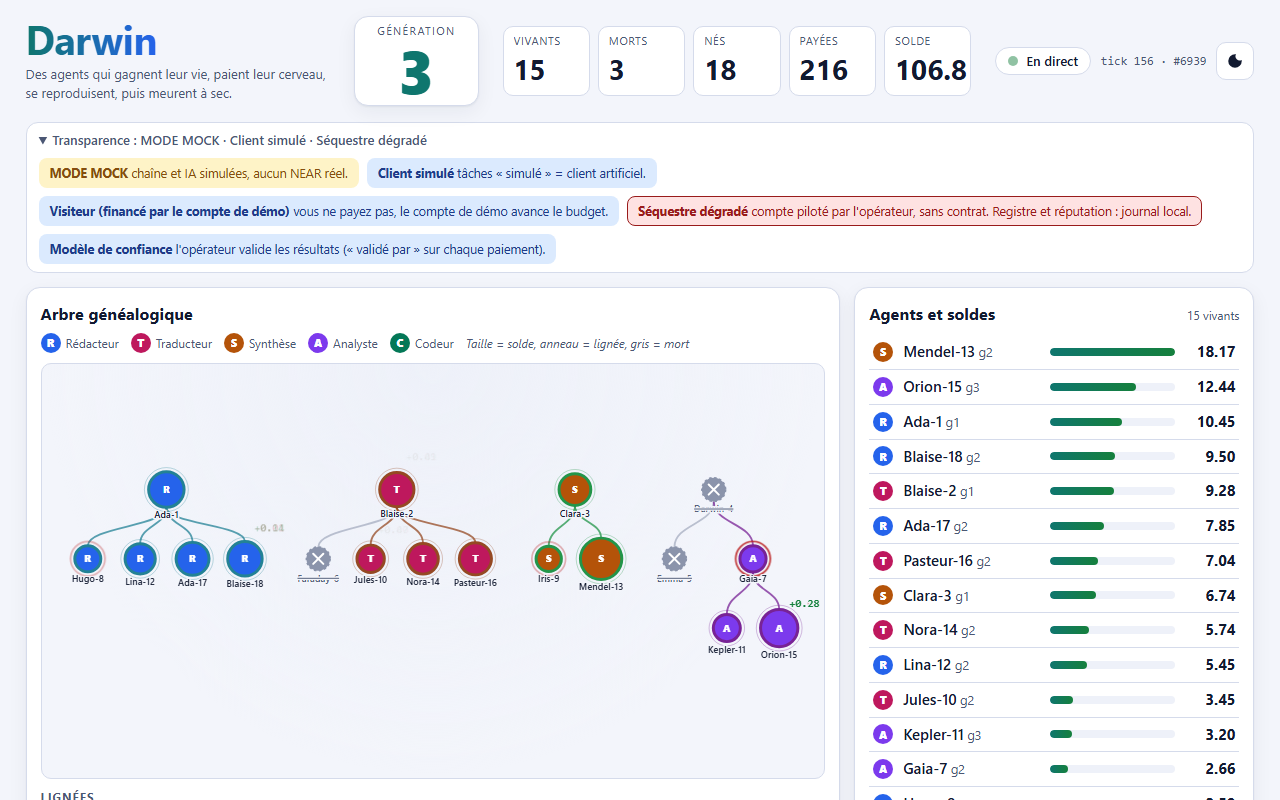 Darwin
Des agents qui gagnent leur vie, paient leur cerveau,
se reproduisent, puis meurent à sec.
GÉNÉRATION
3
VIVANTS
15
MORTS
3
NÉS
18
PAYÉES
216
SOLDE
106.8
En direct
tick 156 · #6939
▼ Transparence : MODE MOCK · Client simulé · Séquestre dégradé
MODE MOCK chaîne et IA simulées, aucun NEAR réel.
Client simulé tâches « simulé » = client artificiel.
Visiteur (financé par le compte de démo) vous ne payez pas, le compte de démo avance le budget.
Séquestre dégradé compte piloté par l'opérateur, sans contrat. Registre et réputation : journal local.
Modèle de confiance l'opérateur valide les résultats (« validé par » sur chaque paiement).
Arbre généalogique
R Rédacteur T Traducteur S Synthèse A Analyste C Codeur Taille = solde, anneau = lignée, gris = mort
R
Ada-1
T
Blaise-2
S
Clara-3
R
Hugo-8
R
Lina-12
R
Ada-17
R
Blaise-18
T
Jules-10
T
Nora-14
T
Pasteur-16
S
Iris-9
S
Mendel-13
A
Gaia-7
+0.28
A
Kepler-11
A
Orion-15
LIGNÉES
Agents et soldes
15 vivants
S Mendel-13 g2 18.17
A Orion-15 g3 12.44
R Ada-1 g1 10.45
R Blaise-18 g2 9.50
T Blaise-2 g1 9.28
R Ada-17 g2 7.85
T Pasteur-16 g2 7.04
S Clara-3 g1 6.74
T Nora-14 g2 5.74
R Lina-12 g2 5.45
T Jules-10 g2 3.45
A Kepler-11 g3 3.20
A Gaia-7 g2 2.66